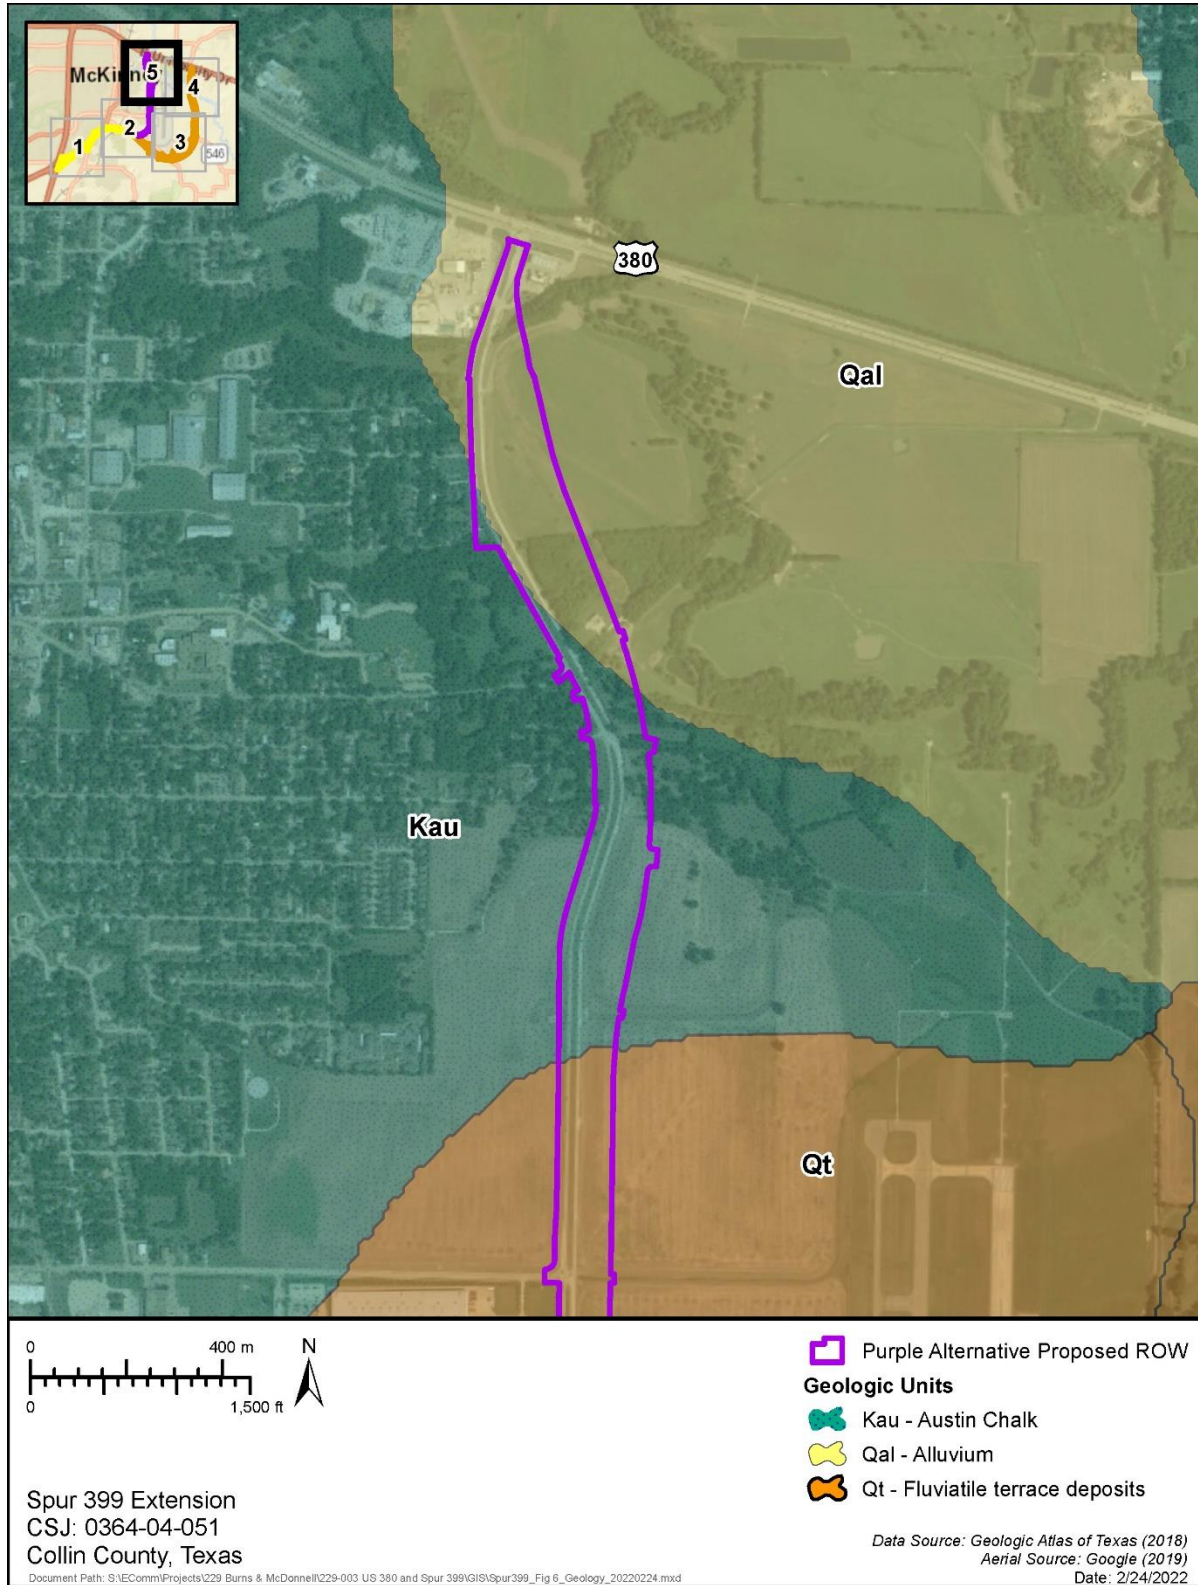 McKinne
5
4
2
1
3
546
380
Qal
Kau
Qt
0 400 m
0 1,500 ft
N
Purple Alternative Proposed ROW
Geologic Units
Kau - Austin Chalk
Qal - Alluvium
Qt - Fluviatile terrace deposits
Spur 399 Extension
CSJ: 0364-04-051
Collin County, Texas
Data Source: Geologic Atlas of Texas (2018)
Aerial Source: Google (2019)
Date: 2/24/2022
Document Path: S:\EComm\Projects\229 Burns & McDonnell\229-003 US 380 and Spur 399\GIS\Spur399_Fig 6_Geology_20220224.mxd